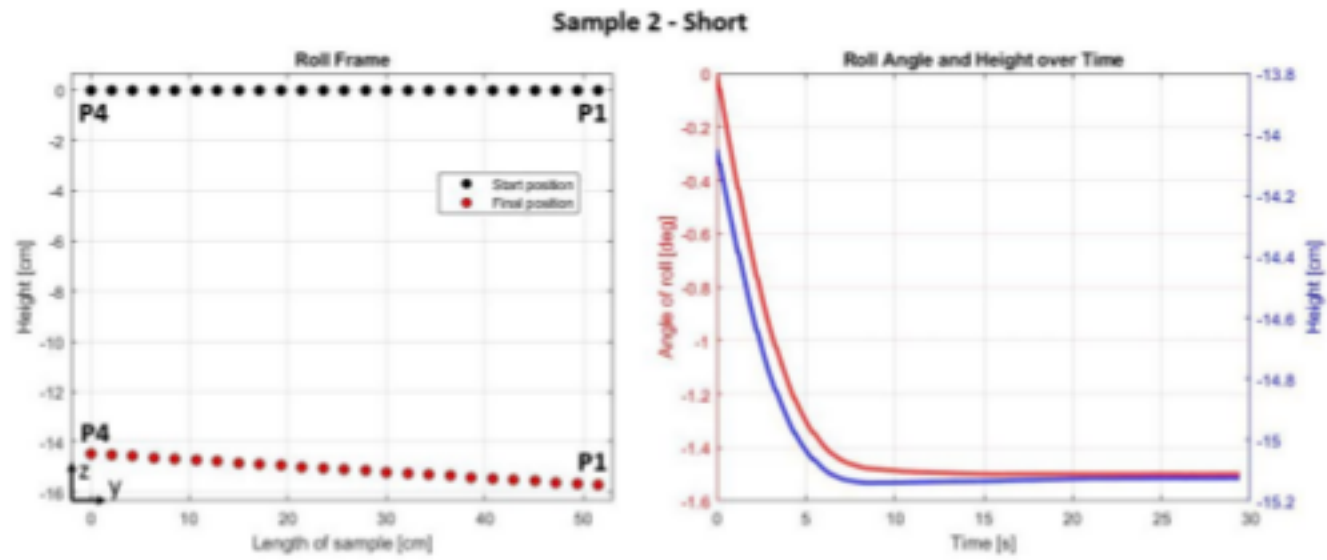 Sample 2 - Short
Roll Frame
0
-2
-4
-6
-8
-10
-12
-14
-16
Height [cm]
P4
P1
Start position
Final position
P4
P1
z
y
0
10
20
30
40
50
Length of sample [cm]
Roll Angle and Height over Time
0
-0.2
-0.4
-0.6
-0.8
-1
-1.2
-1.4
-1.6
Angle of roll [deg]
-13.8
-14
-14.2
-14.4
-14.6
-14.8
-15
-15.2
Height [cm]
0
5
10
15
20
25
30
Time [s]